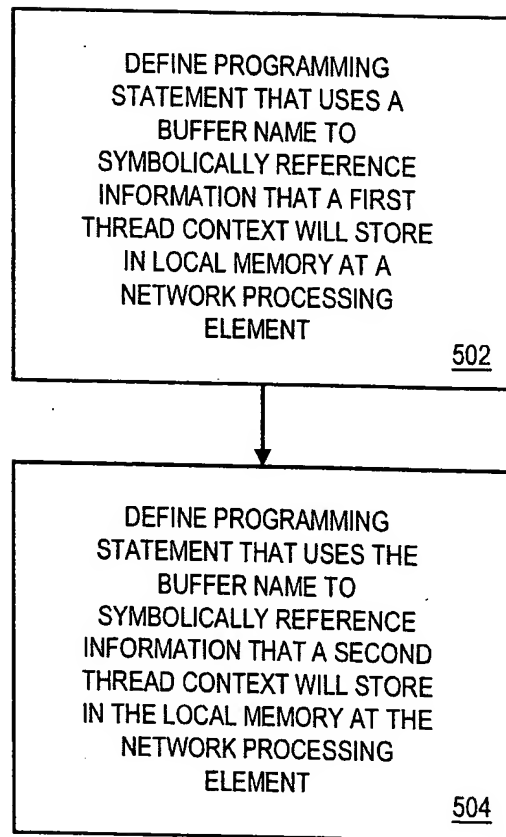 DEFINE PROGRAMMING
STATEMENT THAT USES A
BUFFER NAME TO
SYMBOLICALLY REFERENCE
INFORMATION THAT A FIRST
THREAD CONTEXT WILL STORE
IN LOCAL MEMORY AT A
NETWORK PROCESSING
ELEMENT
502
DEFINE PROGRAMMING
STATEMENT THAT USES THE
BUFFER NAME TO
SYMBOLICALLY REFERENCE
INFORMATION THAT A SECOND
THREAD CONTEXT WILL STORE
IN THE LOCAL MEMORY AT THE
NETWORK PROCESSING
ELEMENT
504